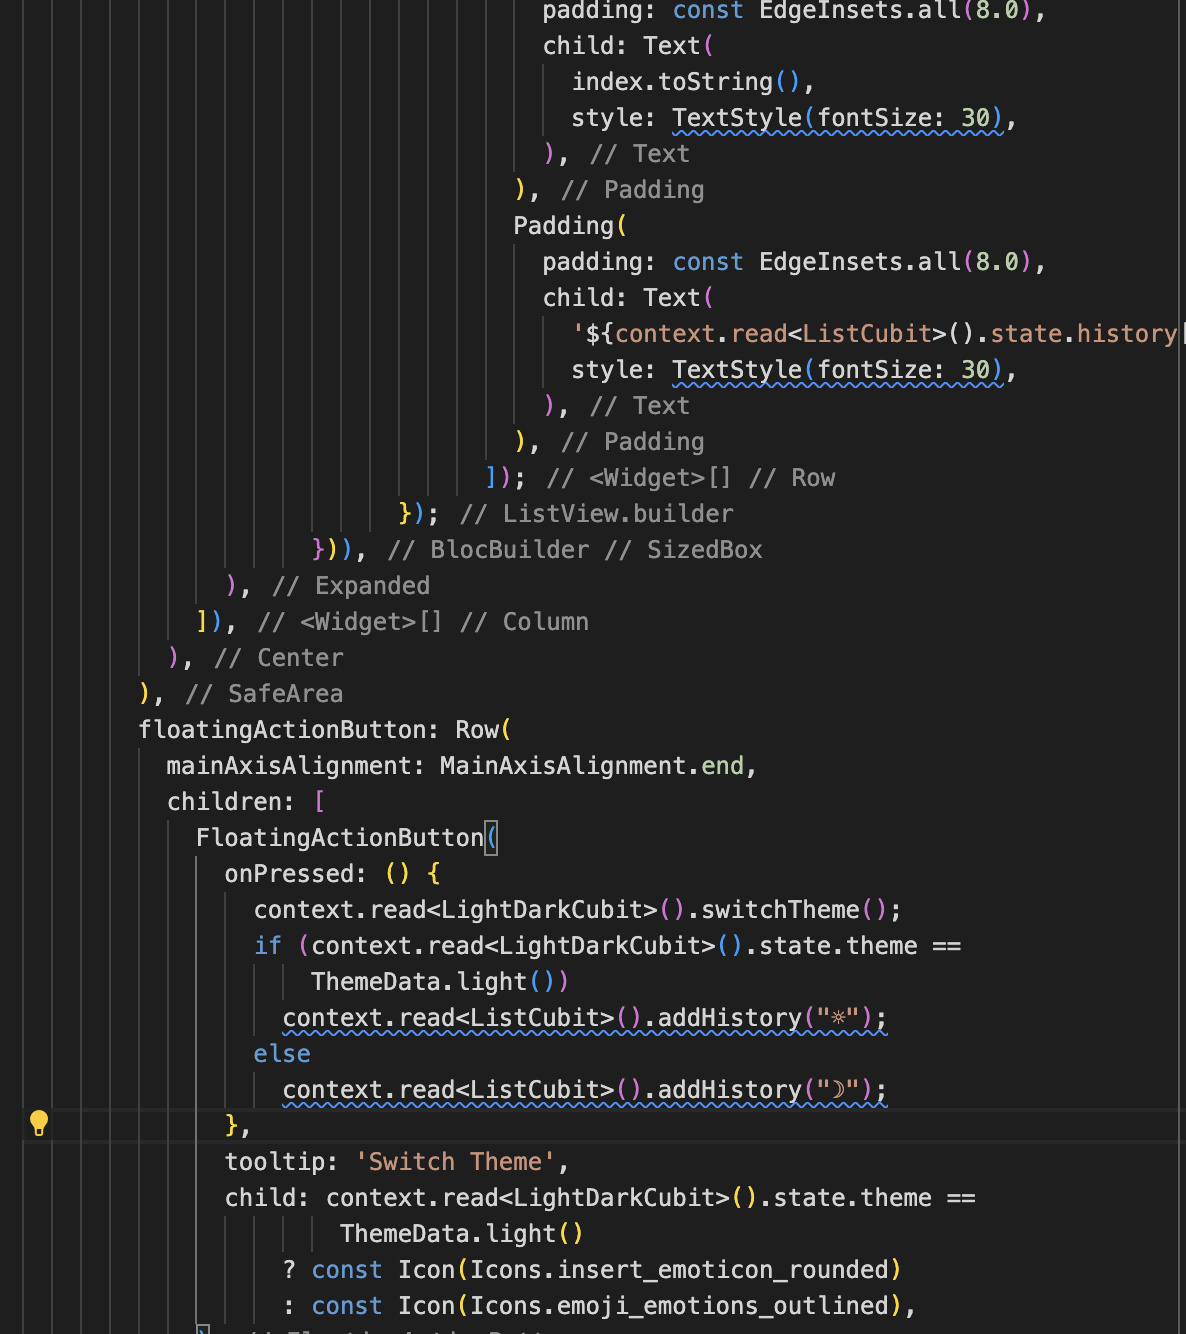 padding: const EdgeInsets.all(8.0),
child: Text(
index.toString(),
style: TextStyle(fontSize: 30),
), // Text
), // Padding
Padding(
padding: const EdgeInsets.all(8.0),
child: Text(
'${context.read<ListCubit>().state.history[
style: TextStyle(fontSize: 30),
), // Text
), // Padding
]); // <Widget>[] // Row
}); // ListView.builder
})), // BlocBuilder // SizedBox
), // Expanded
]), // <Widget>[] // Column
), // Center
), // SafeArea
floatingActionButton: Row(
mainAxisAlignment: MainAxisAlignment.end,
children: [
FloatingActionButton(
onPressed: () {
context.read<LightDarkCubit>().switchTheme();
if (context.read<LightDarkCubit>().state.theme ==
ThemeData.light())
context.read<ListCubit>().addHistory("☼");
else
context.read<ListCubit>().addHistory("☽");
},
tooltip: 'Switch Theme',
child: context.read<LightDarkCubit>().state.theme ==
ThemeData.light()
? const Icon(Icons.insert_emoticon_rounded)
: const Icon(Icons.emoji_emotions_outlined),